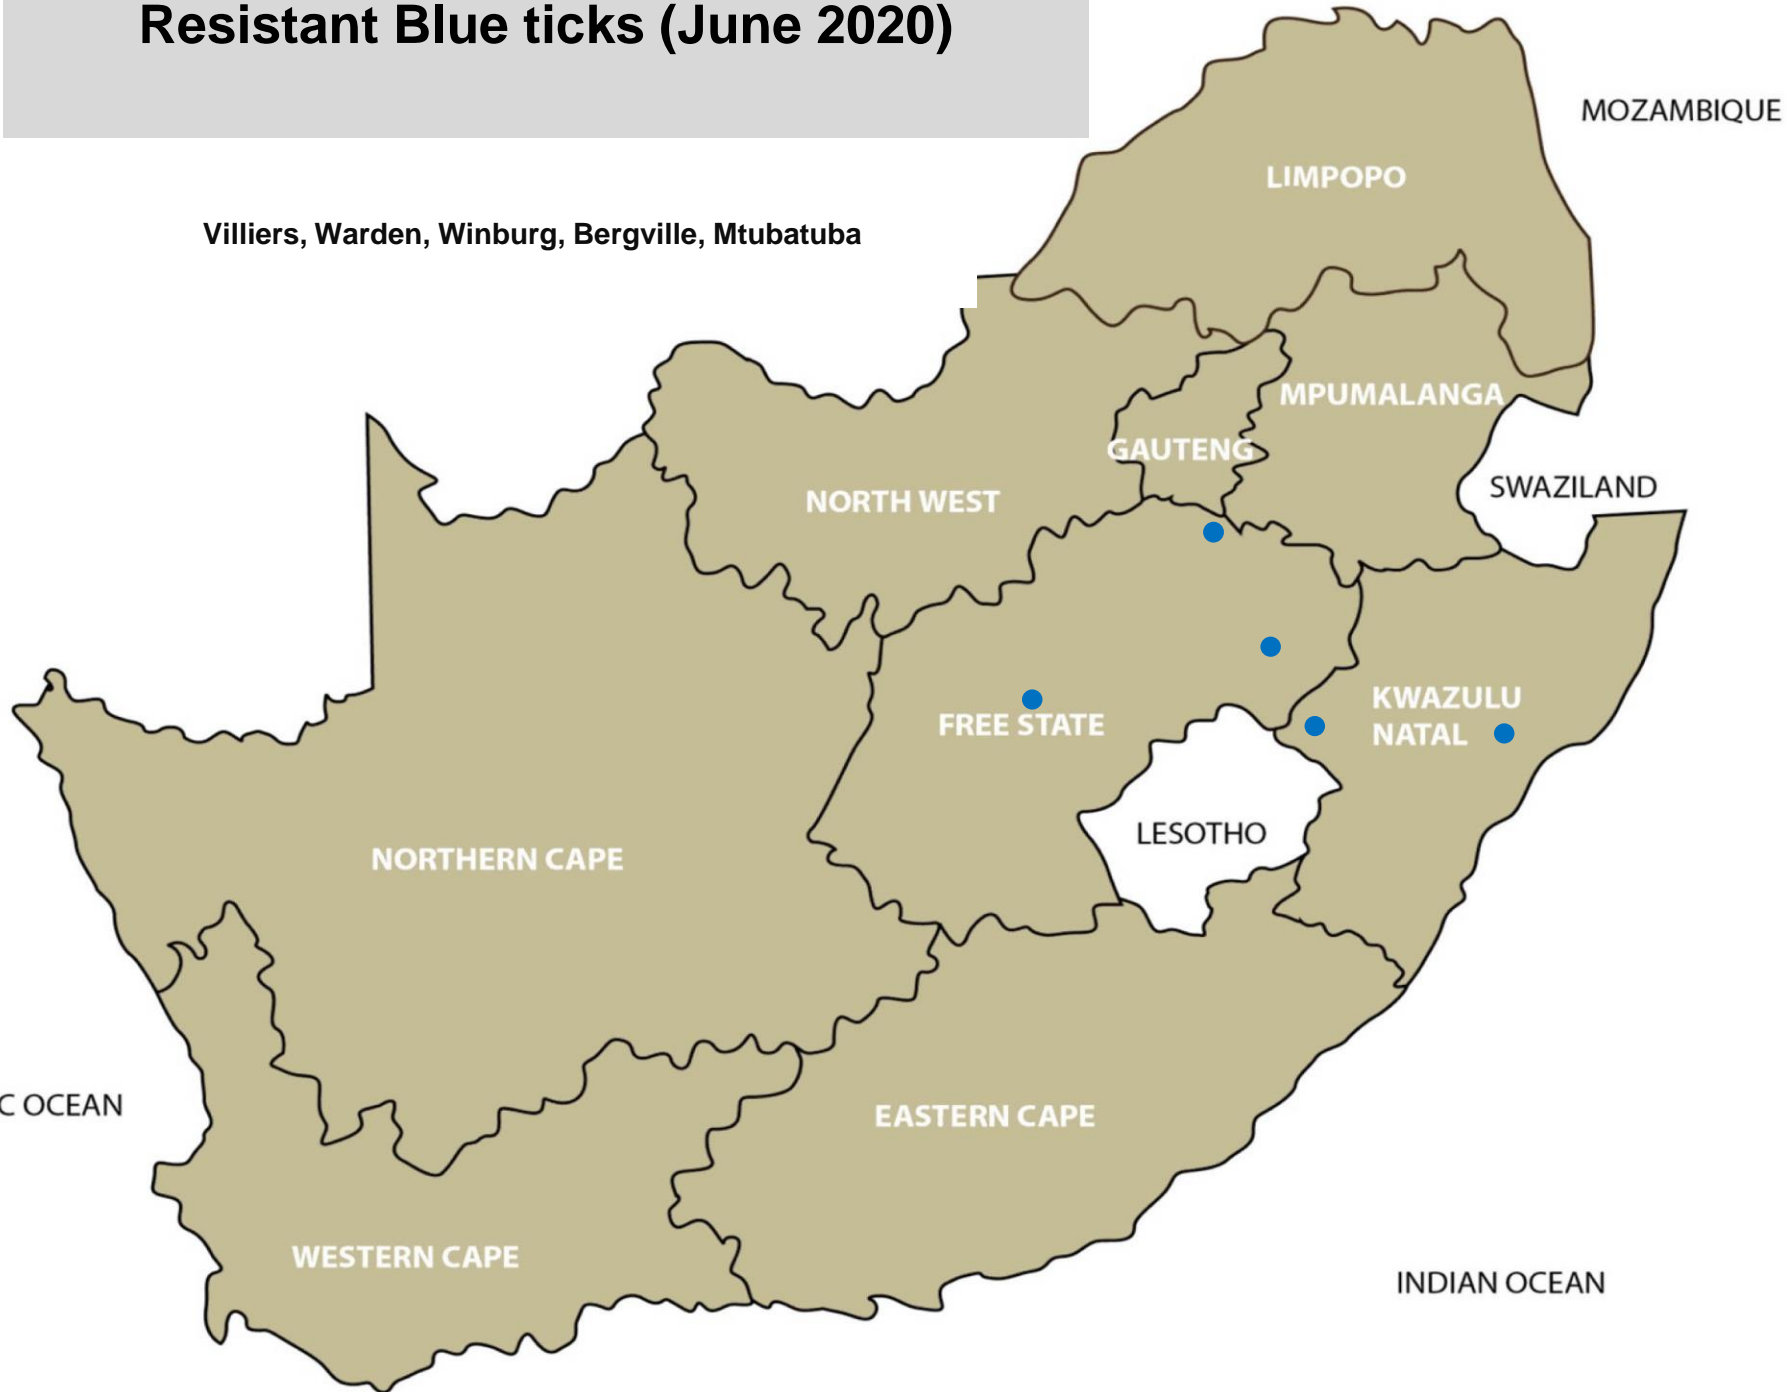 Resistant Blue ticks (June 2020)
MOZAMBIQUE
LIMPOPO
Villiers, Warden, Winburg, Bergville, Mtubatuba
MPUMALANGA
GAUTENG
SWAZILAND
NORTH WEST
KWAZULU
NATAL
FREE STATE
LESOTHO
NORTHERN CAPE
C OCEAN
EASTERN CAPE
WESTERN CAPE
INDIAN OCEAN